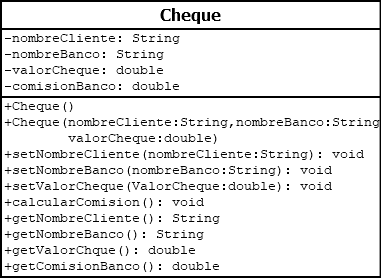 Cheque
-nombreCliente: String
-nombreBanco: String
-valorCheque: double
-comisionBanco: double
+Cheque()
+Cheque(nombreCliente:String,nombreBanco:String
valorCheque:double)
+setNombreCliente(nombreCliente:String): void
+setNombreBanco(nombreBanco:String): void
+setValorCheque(ValorCheque:double): void
+calcularComision(): void
+getNombreCliente(): String
+getNombreBanco(): String
+getValorChque(): double
+getComisionBanco(): double